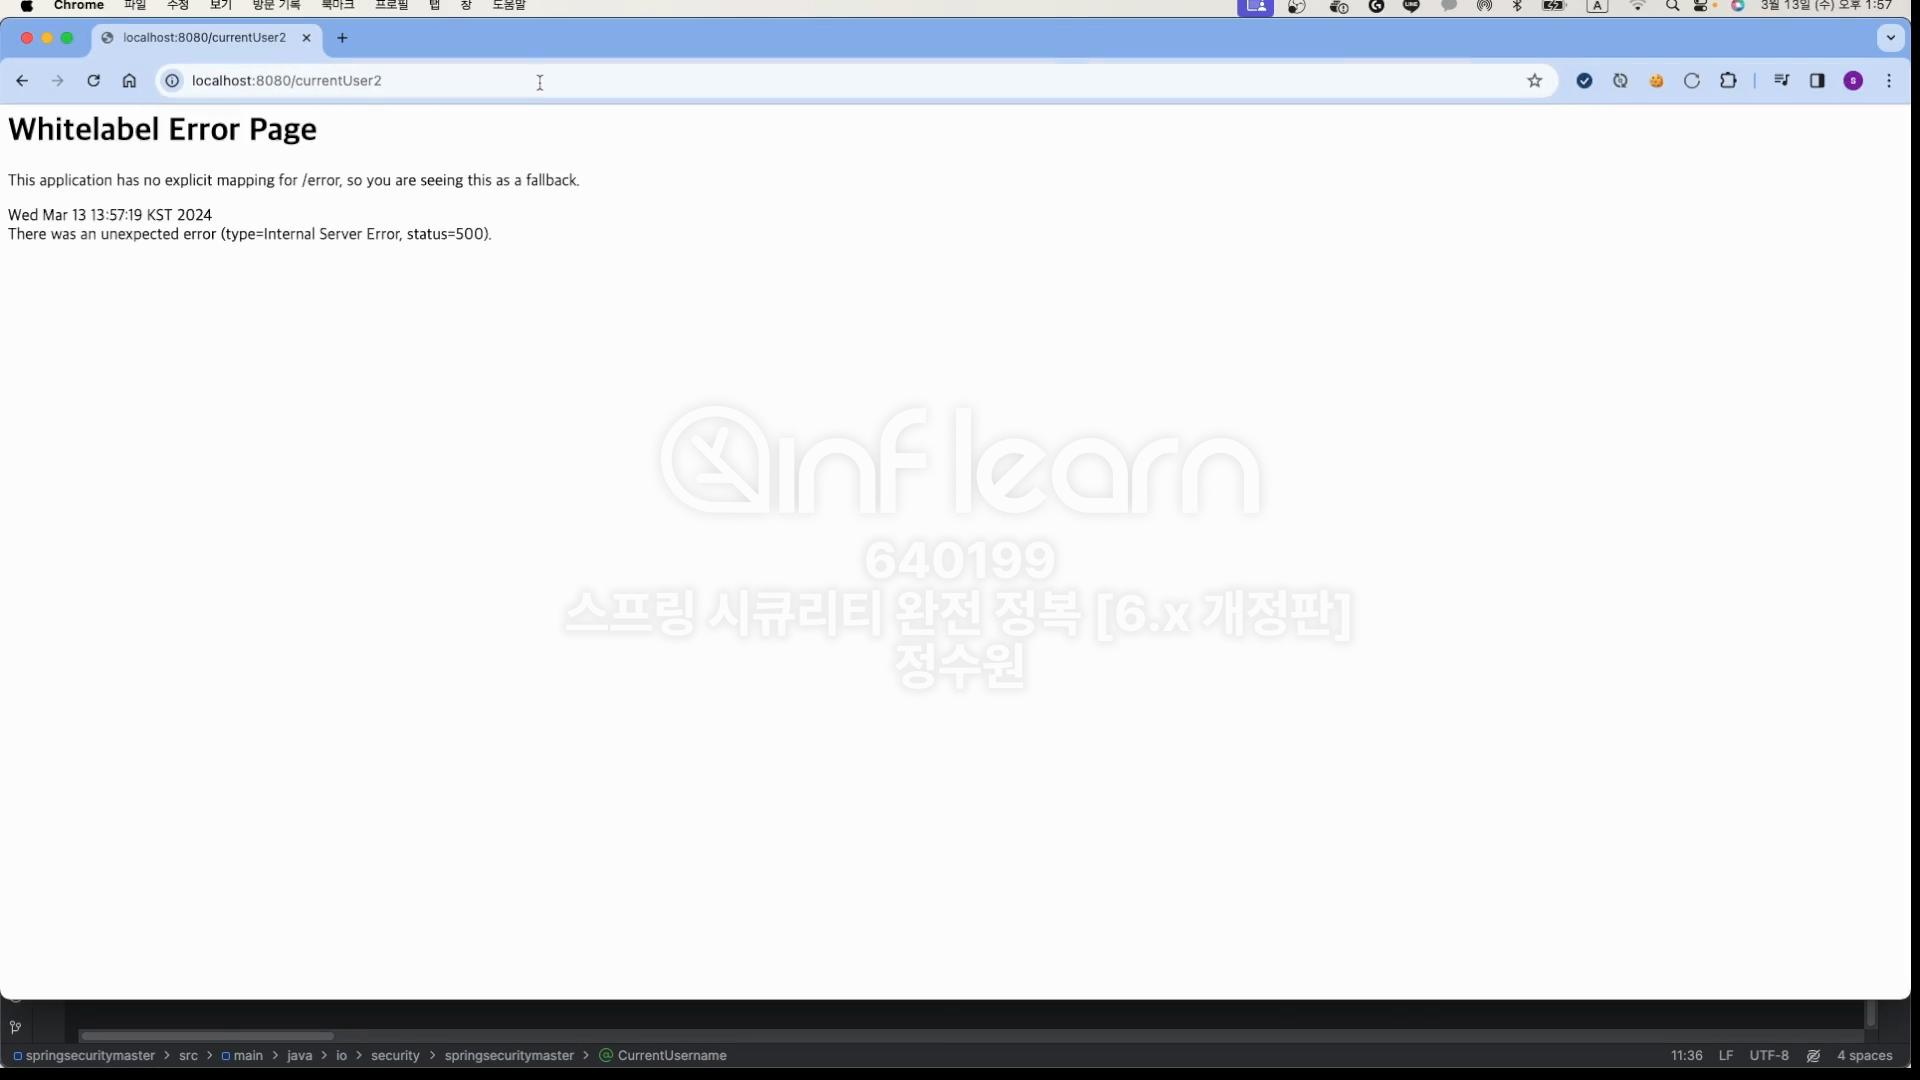 Chrome 파일 수정 보기 방문 기록 북마크 프로필 탭 창 도움말
A 3월 13일 (수) 오후 1:57
localhost:8080/currentUser2
localhost:8080/currentUser2
Whitelabel Error Page
This application has no explicit mapping for /error, so you are seeing this as a fallback.
Wed Mar 13 13:57:19 KST 2024
There was an unexpected error (type=Internal Server Error, status=500).
inflearn
640199
스프링 시큐리티 완전 정복 [6.x 개정판]
정수원
springsecuritymaster > src > main > java > io > security > springsecuritymaster > CurrentUsername 11:36 LF UTF-8 4 spaces